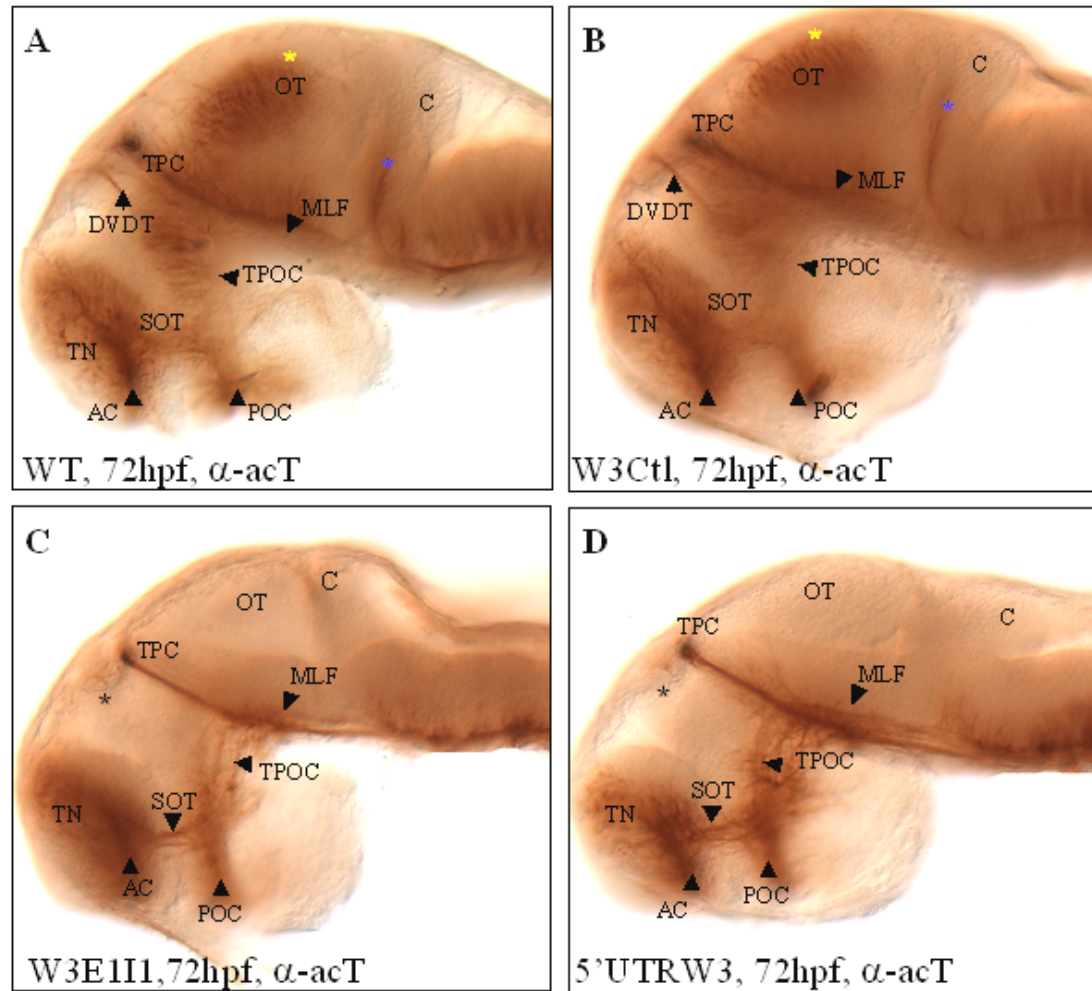 A
*
OT
C
TPC
*
DVDT
MLF
TPOC
SOT
TN
AC
POC
WT, 72hpf, α-acT
B
*
OT
C
TPC
*
MLF
DVDT
TPOC
SOT
TN
AC
POC
W3Ctl, 72hpf, α-acT
C
C
OT
TPC
MLF
*
TPOC
SOT
TN
AC
POC
W3E1I1,72hpf, α-acT
D
OT
C
TPC
MLF
*
TPOC
SOT
TN
AC
POC
5'UTRW3, 72hpf, α-acT